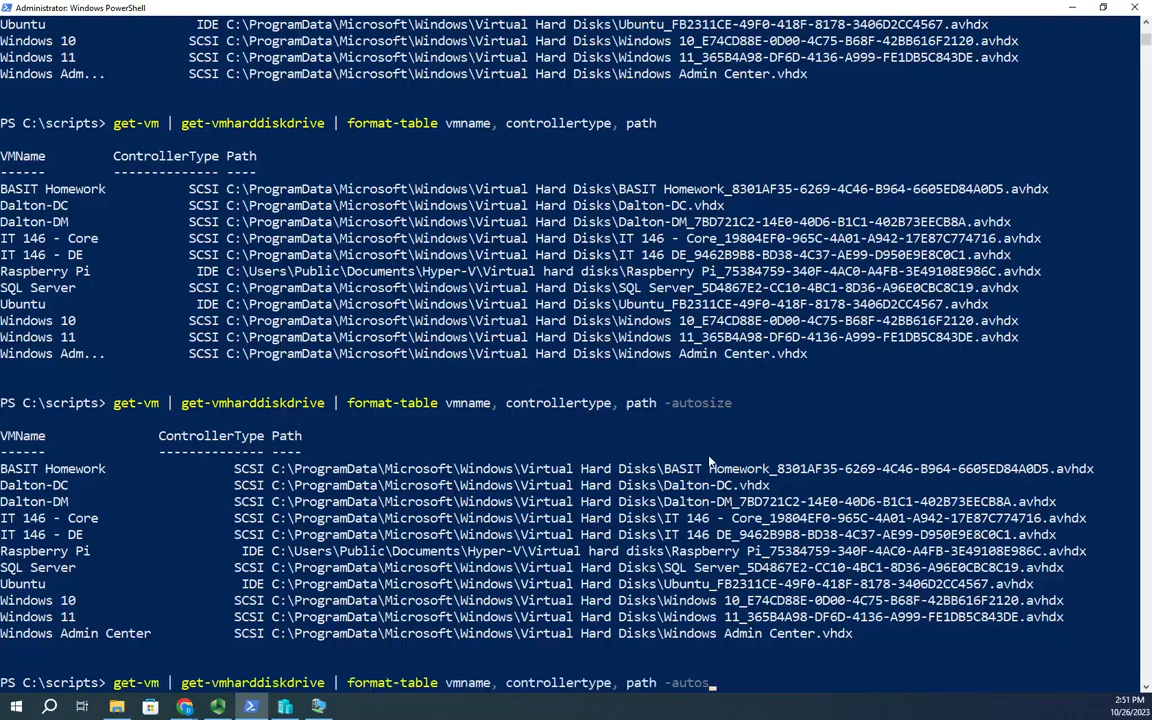 Administrator: Windows PowerShell
Ubuntu IDE C:\ProgramData\Microsoft\Windows\Virtual Hard Disks\Ubuntu_FB2311CE-49F0-418F-8178-3406D2CC4567.avhdx
Windows 10 SCSI C:\ProgramData\Microsoft\Windows\Virtual Hard Disks\Windows 10_E74CD88E-0D00-4C75-B68F-42BB616F2120.avhdx
Windows 11 SCSI C:\ProgramData\Microsoft\Windows\Virtual Hard Disks\Windows 11_365B4A98-DF6D-4136-A999-FE1DB5C843DE.avhdx
Windows Adm... SCSI C:\ProgramData\Microsoft\Windows\Virtual Hard Disks\Windows Admin Center.vhdx
PS C:\scripts> get-vm | get-vmharddiskdrive | format-table vmname, controllertype, path
VMName ControllerType Path
------ -------------- ----
BASIT Homework SCSI C:\ProgramData\Microsoft\Windows\Virtual Hard Disks\BASIT Homework_8301AF35-6269-4C46-B964-6605ED84A0D5.avhdx
Dalton-DC SCSI C:\ProgramData\Microsoft\Windows\Virtual Hard Disks\Dalton-DC.vhdx
Dalton-DM SCSI C:\ProgramData\Microsoft\Windows\Virtual Hard Disks\Dalton-DM_7BD721C2-14E0-40D6-B1C1-402B73EECB8A.avhdx
IT 146 - Core SCSI C:\ProgramData\Microsoft\Windows\Virtual Hard Disks\IT 146 - Core_19804EF0-965C-4A01-A942-17E87C774716.avhdx
IT 146 - DE SCSI C:\ProgramData\Microsoft\Windows\Virtual Hard Disks\IT 146 DE_9462B9B8-BD38-4C37-AE99-D950E9E8C0C1.avhdx
Raspberry Pi IDE C:\Users\Public\Documents\Hyper-V\Virtual hard disks\Raspberry Pi_75384759-340F-4AC0-A4FB-3E49108E986C.avhdx
SQL Server SCSI C:\ProgramData\Microsoft\Windows\Virtual Hard Disks\SQL Server_5D4867E2-CC10-4BC1-8D36-A96E0CBC8C19.avhdx
Ubuntu IDE C:\ProgramData\Microsoft\Windows\Virtual Hard Disks\Ubuntu_FB2311CE-49F0-418F-8178-3406D2CC4567.avhdx
Windows 10 SCSI C:\ProgramData\Microsoft\Windows\Virtual Hard Disks\Windows 10_E74CD88E-0D00-4C75-B68F-42BB616F2120.avhdx
Windows 11 SCSI C:\ProgramData\Microsoft\Windows\Virtual Hard Disks\Windows 11_365B4A98-DF6D-4136-A999-FE1DB5C843DE.avhdx
Windows Adm... SCSI C:\ProgramData\Microsoft\Windows\Virtual Hard Disks\Windows Admin Center.vhdx
PS C:\scripts> get-vm | get-vmharddiskdrive | format-table vmname, controllertype, path -autosize
VMName ControllerType Path
------ -------------- ----
BASIT Homework SCSI C:\ProgramData\Microsoft\Windows\Virtual Hard Disks\BASIT Homework_8301AF35-6269-4C46-B964-6605ED84A0D5.avhdx
Dalton-DC SCSI C:\ProgramData\Microsoft\Windows\Virtual Hard Disks\Dalton-DC.vhdx
Dalton-DM SCSI C:\ProgramData\Microsoft\Windows\Virtual Hard Disks\Dalton-DM_7BD721C2-14E0-40D6-B1C1-402B73EECB8A.avhdx
IT 146 - Core SCSI C:\ProgramData\Microsoft\Windows\Virtual Hard Disks\IT 146 - Core_19804EF0-965C-4A01-A942-17E87C774716.avhdx
IT 146 - DE SCSI C:\ProgramData\Microsoft\Windows\Virtual Hard Disks\IT 146 DE_9462B9B8-BD38-4C37-AE99-D950E9E8C0C1.avhdx
Raspberry Pi IDE C:\Users\Public\Documents\Hyper-V\Virtual hard disks\Raspberry Pi_75384759-340F-4AC0-A4FB-3E49108E986C.avhdx
SQL Server SCSI C:\ProgramData\Microsoft\Windows\Virtual Hard Disks\SQL Server_5D4867E2-CC10-4BC1-8D36-A96E0CBC8C19.avhdx
Ubuntu IDE C:\ProgramData\Microsoft\Windows\Virtual Hard Disks\Ubuntu_FB2311CE-49F0-418F-8178-3406D2CC4567.avhdx
Windows 10 SCSI C:\ProgramData\Microsoft\Windows\Virtual Hard Disks\Windows 10_E74CD88E-0D00-4C75-B68F-42BB616F2120.avhdx
Windows 11 SCSI C:\ProgramData\Microsoft\Windows\Virtual Hard Disks\Windows 11_365B4A98-DF6D-4136-A999-FE1DB5C843DE.avhdx
Windows Admin Center SCSI C:\ProgramData\Microsoft\Windows\Virtual Hard Disks\Windows Admin Center.vhdx
PS C:\scripts> get-vm | get-vmharddiskdrive | format-table vmname, controllertype, path -autos
2:51 PM
10/26/2023